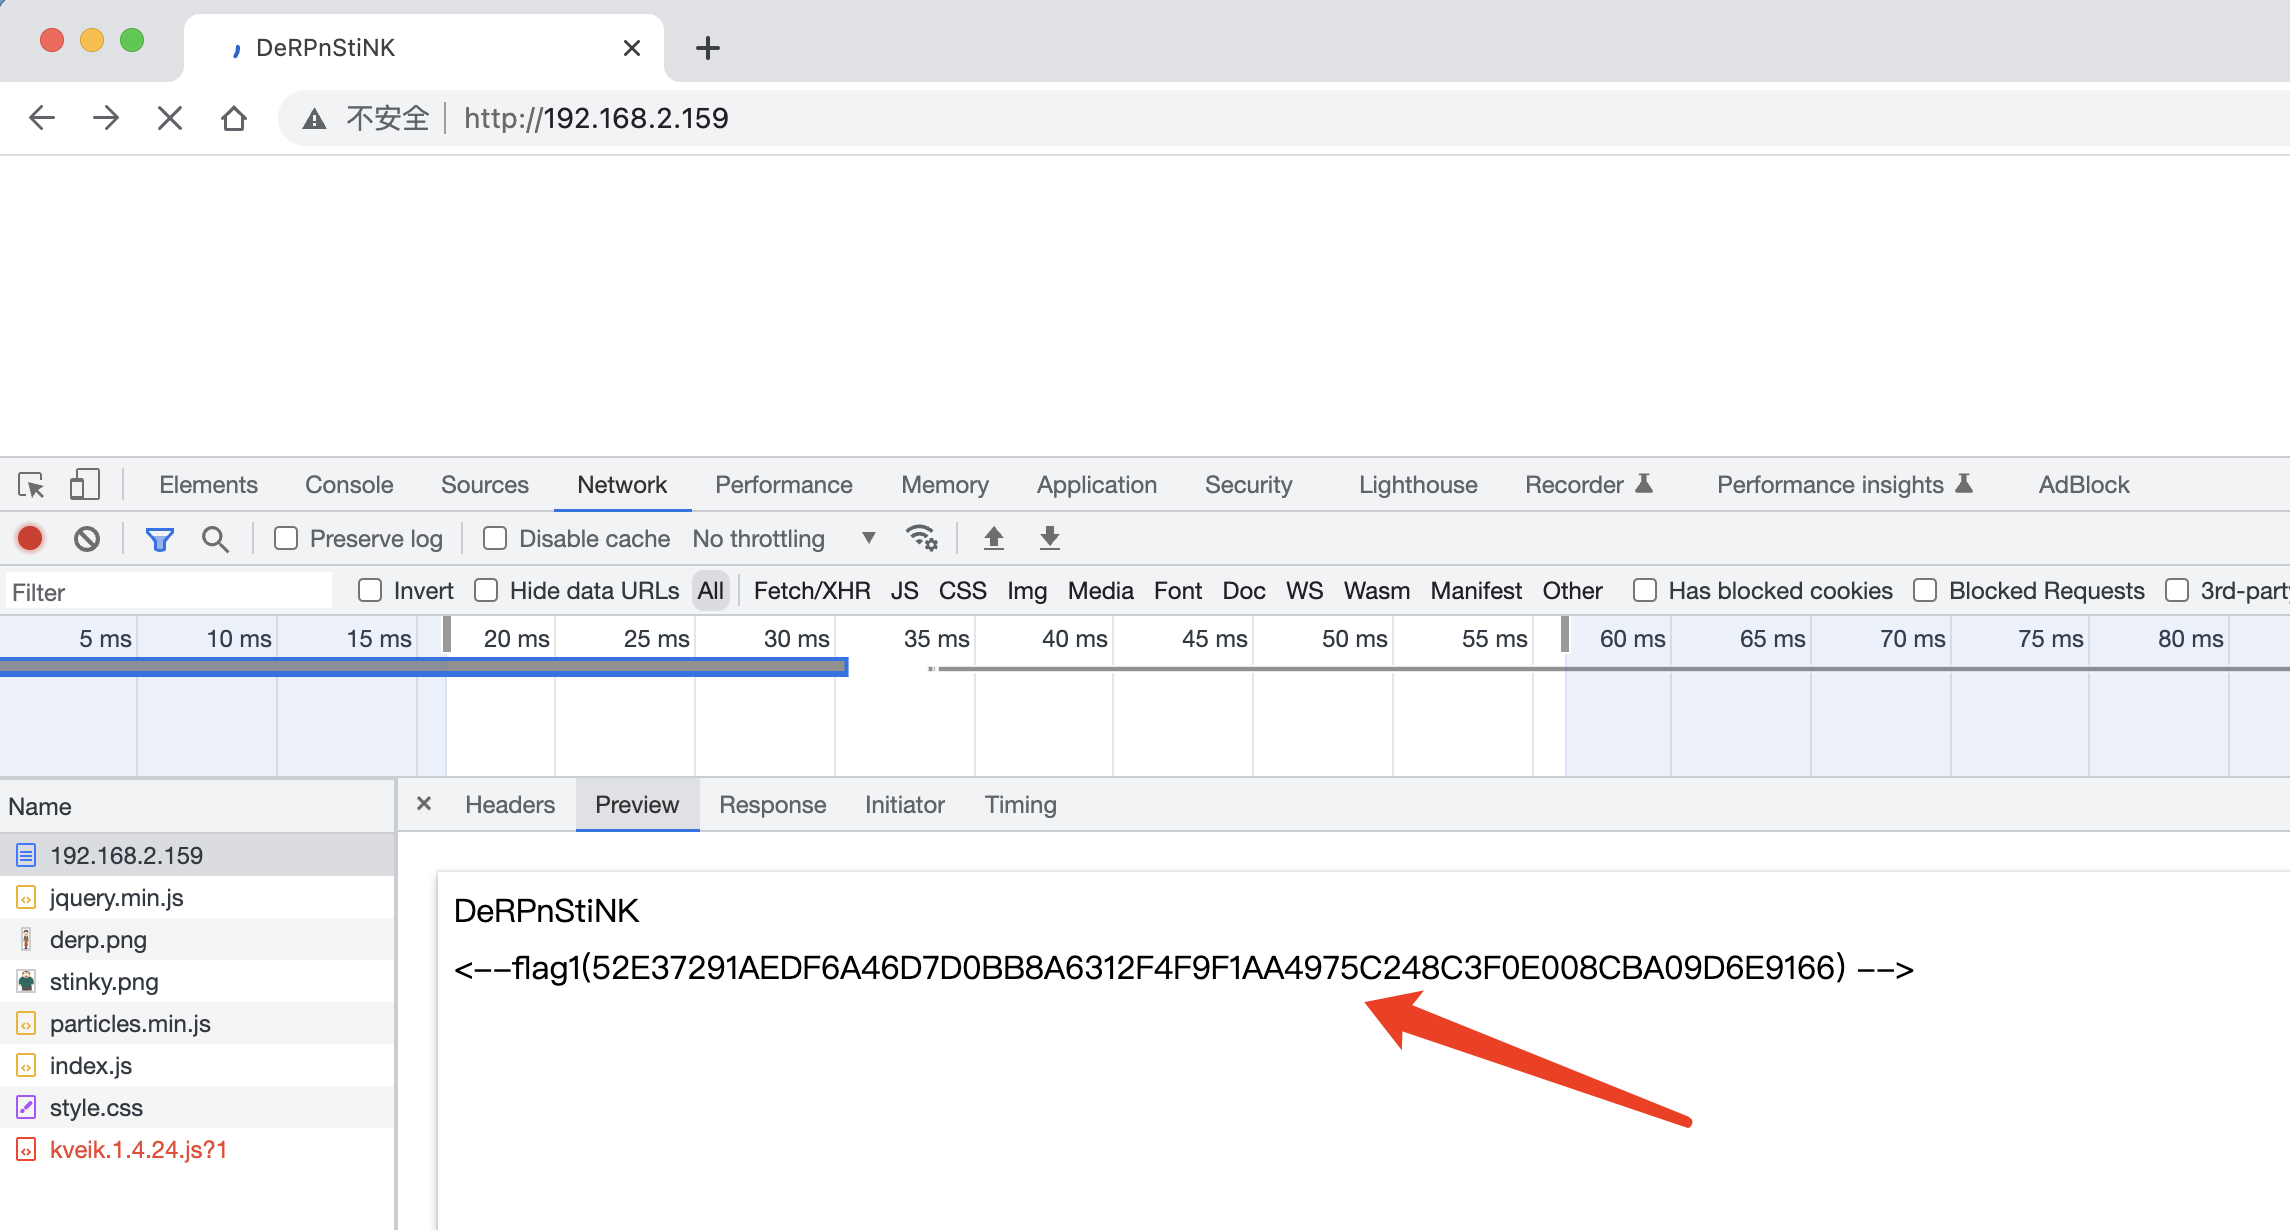 DeRPnStiNK
不安全 http://192.168.2.159
Elements Console Sources Network Performance Memory Application Security Lighthouse Recorder Performance insights AdBlock
Preserve log Disable cache No throttling
Filter Invert Hide data URLs All Fetch/XHR JS CSS Img Media Font Doc WS Wasm Manifest Other Has blocked cookies Blocked Requests 3rd-party
5 ms 10 ms 15 ms 20 ms 25 ms 30 ms 35 ms 40 ms 45 ms 50 ms 55 ms 60 ms 65 ms 70 ms 75 ms 80 ms
Name Headers Preview Response Initiator Timing
192.168.2.159
jquery.min.js
derp.png
stinky.png
particles.min.js
index.js
style.css
kveik.1.4.24.js?1
DeRPnStiNK
<--flag1(52E37291AEDF6A46D7D0BB8A6312F4F9F1AA4975C248C3F0E008CBA09D6E9166) -->